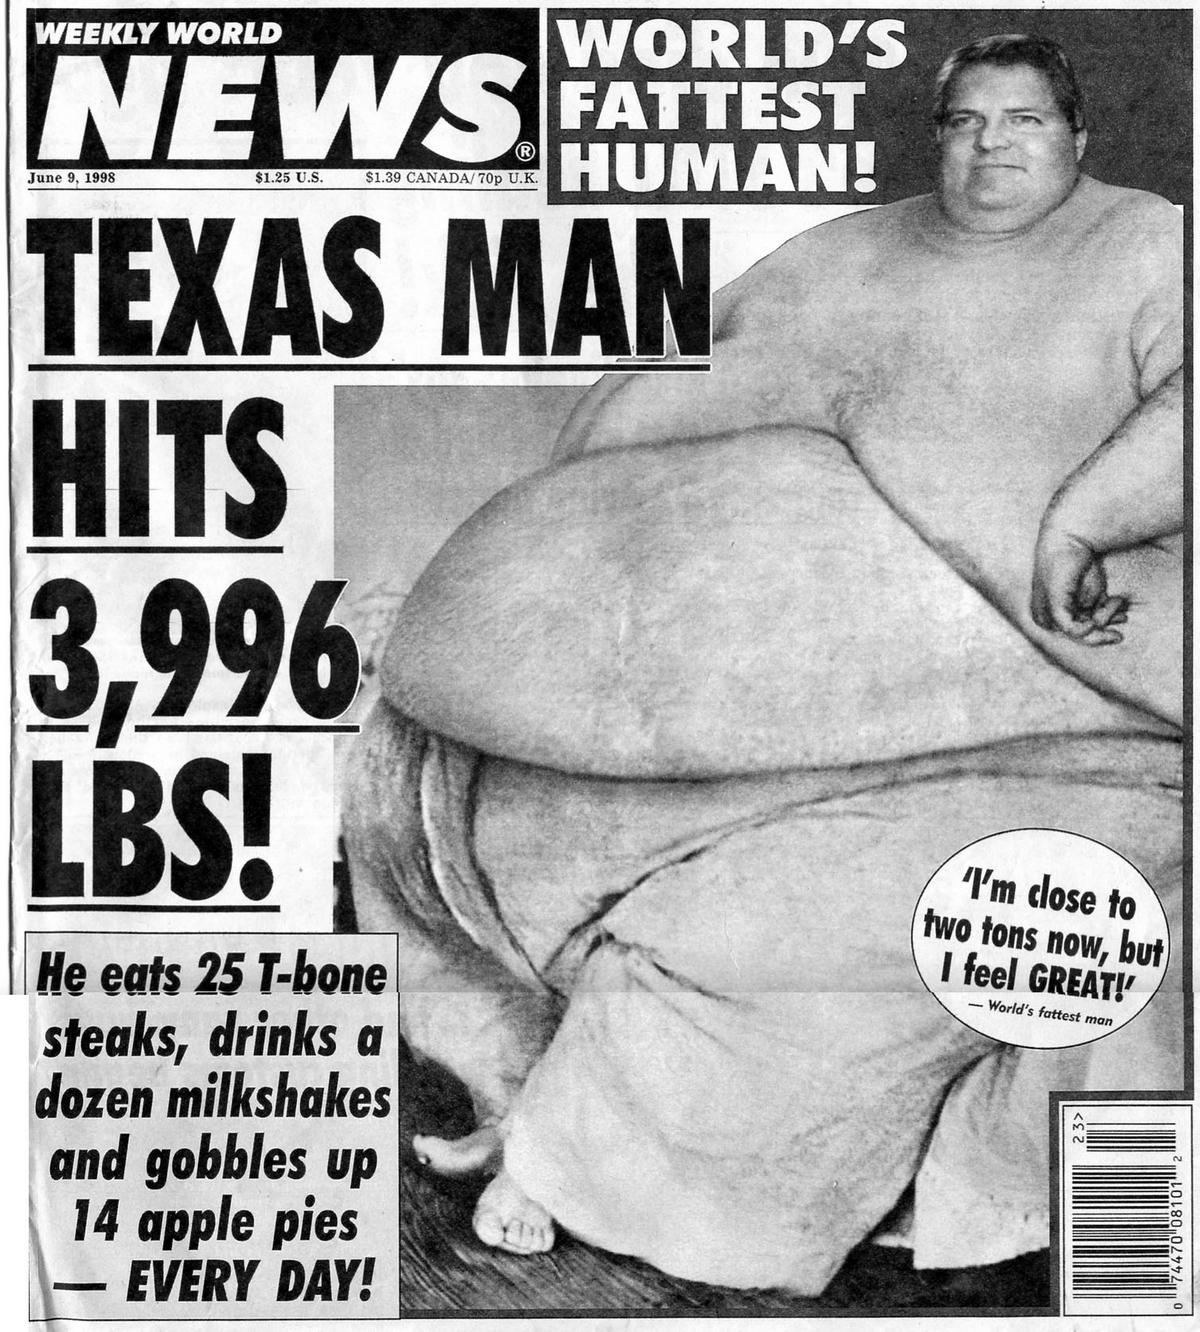 WEEKLY WORLD
NEWS®
June 9, 1998 $1.25 U.S. $1.39 CANADA/ 70p U.K.
WORLD'S
FATTEST
HUMAN!
TEXAS MAN
HITS
3,996
LBS!
He eats 25 T-bone
steaks, drinks a
dozen milkshakes
and gobbles up
14 apple pies
— EVERY DAY!
'I'm close to
two tons now, but
I feel GREAT!'
— World's fattest man
23>
0 74470 08101 2